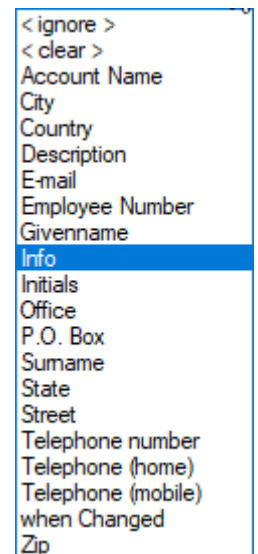 < ignore >
< clear >
Account Name
City
Country
Description
E-mail
Employee Number
Givenname
Info
Initials
Office
P.O. Box
Surname
State
Street
Telephone number
Telephone (home)
Telephone (mobile)
when Changed
Zip